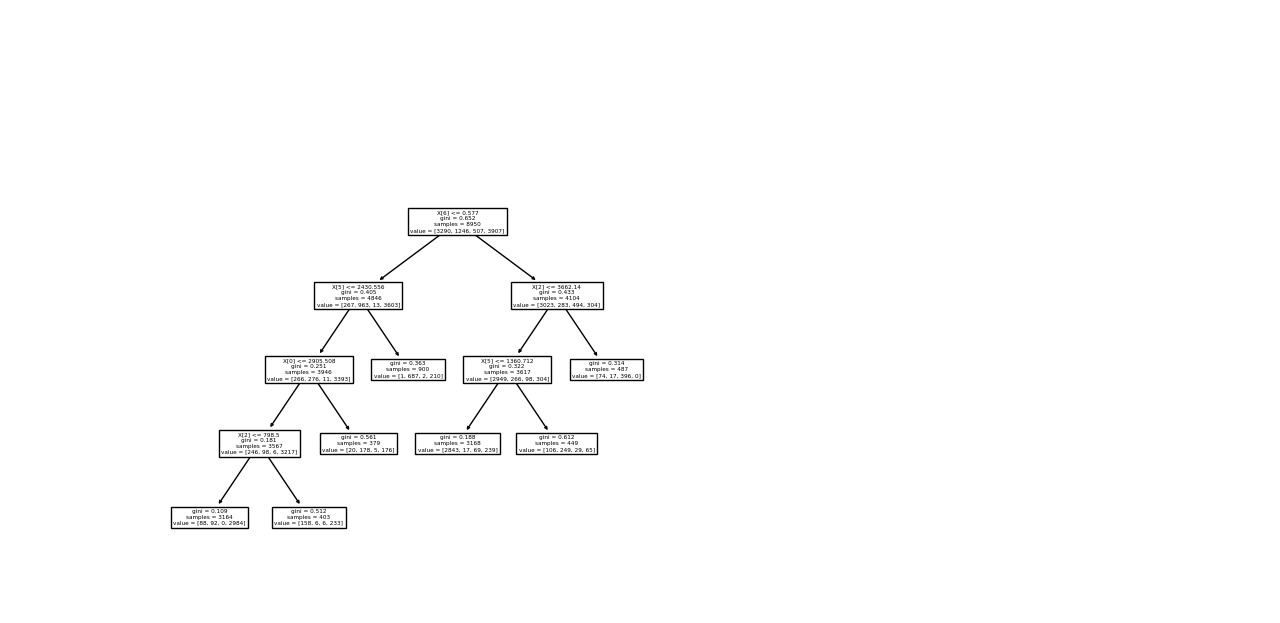 X[6] <= 0.577
gini = 0.652
samples = 8950
value = [3290, 1246, 507, 3907]
X[5] <= 2430.556
gini = 0.405
samples = 4846
value = [267, 963, 13, 3603]
X[2] <= 3662.14
gini = 0.433
samples = 4104
value = [3023, 283, 494, 304]
X[0] <= 2905.508
gini = 0.251
samples = 3946
value = [266, 276, 11, 3393]
gini = 0.363
samples = 900
value = [1, 687, 2, 210]
X[5] <= 1360.712
gini = 0.322
samples = 3617
value = [2949, 266, 98, 304]
gini = 0.314
samples = 487
value = [74, 17, 396, 0]
X[2] <= 798.5
gini = 0.181
samples = 3567
value = [246, 98, 6, 3217]
gini = 0.561
samples = 379
value = [20, 178, 5, 176]
gini = 0.188
samples = 3168
value = [2843, 17, 69, 239]
gini = 0.612
samples = 449
value = [106, 249, 29, 65]
gini = 0.109
samples = 3164
value = [88, 92, 0, 2984]
gini = 0.512
samples = 403
value = [158, 6, 6, 233]